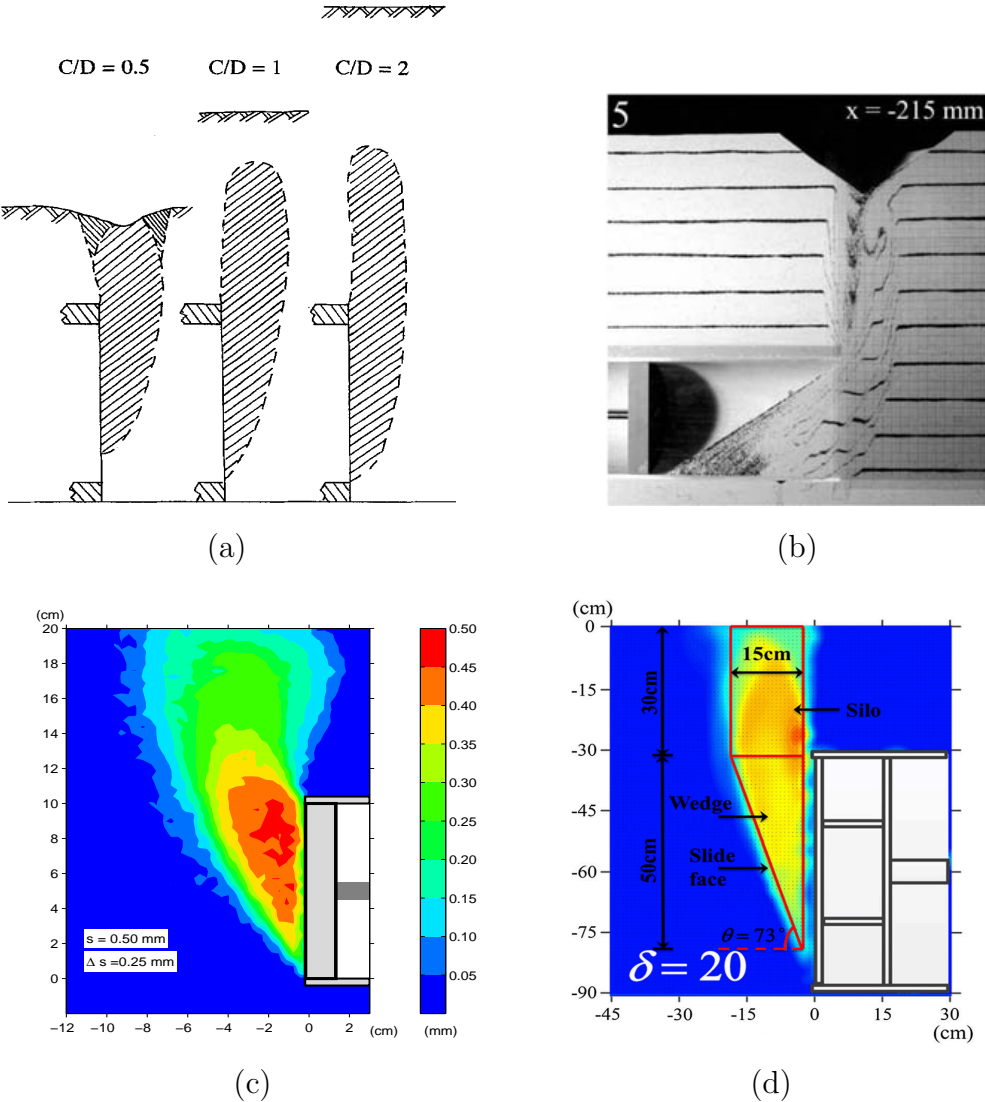 C/D = 0.5
C/D = 1
C/D = 2
(a)
5
x = -215 mm
(b)
(cm)
20
18
16
14
12
10
8
6
4
2
0
s = 0.50 mm
Δ s =0.25 mm
−12 −10 −8 −6 −4 −2 0 2 (cm)
0.50
0.45
0.40
0.35
0.30
0.25
0.20
0.15
0.10
0.05
(mm)
(c)
(cm)
0
-15
-30
-45
-60
-75
-90
15cm
30cm
Silo
Wedge
50cm
Slide
face
θ = 73°
δ = 20
-45 -30 -15 0 15 30
(cm)
(d)